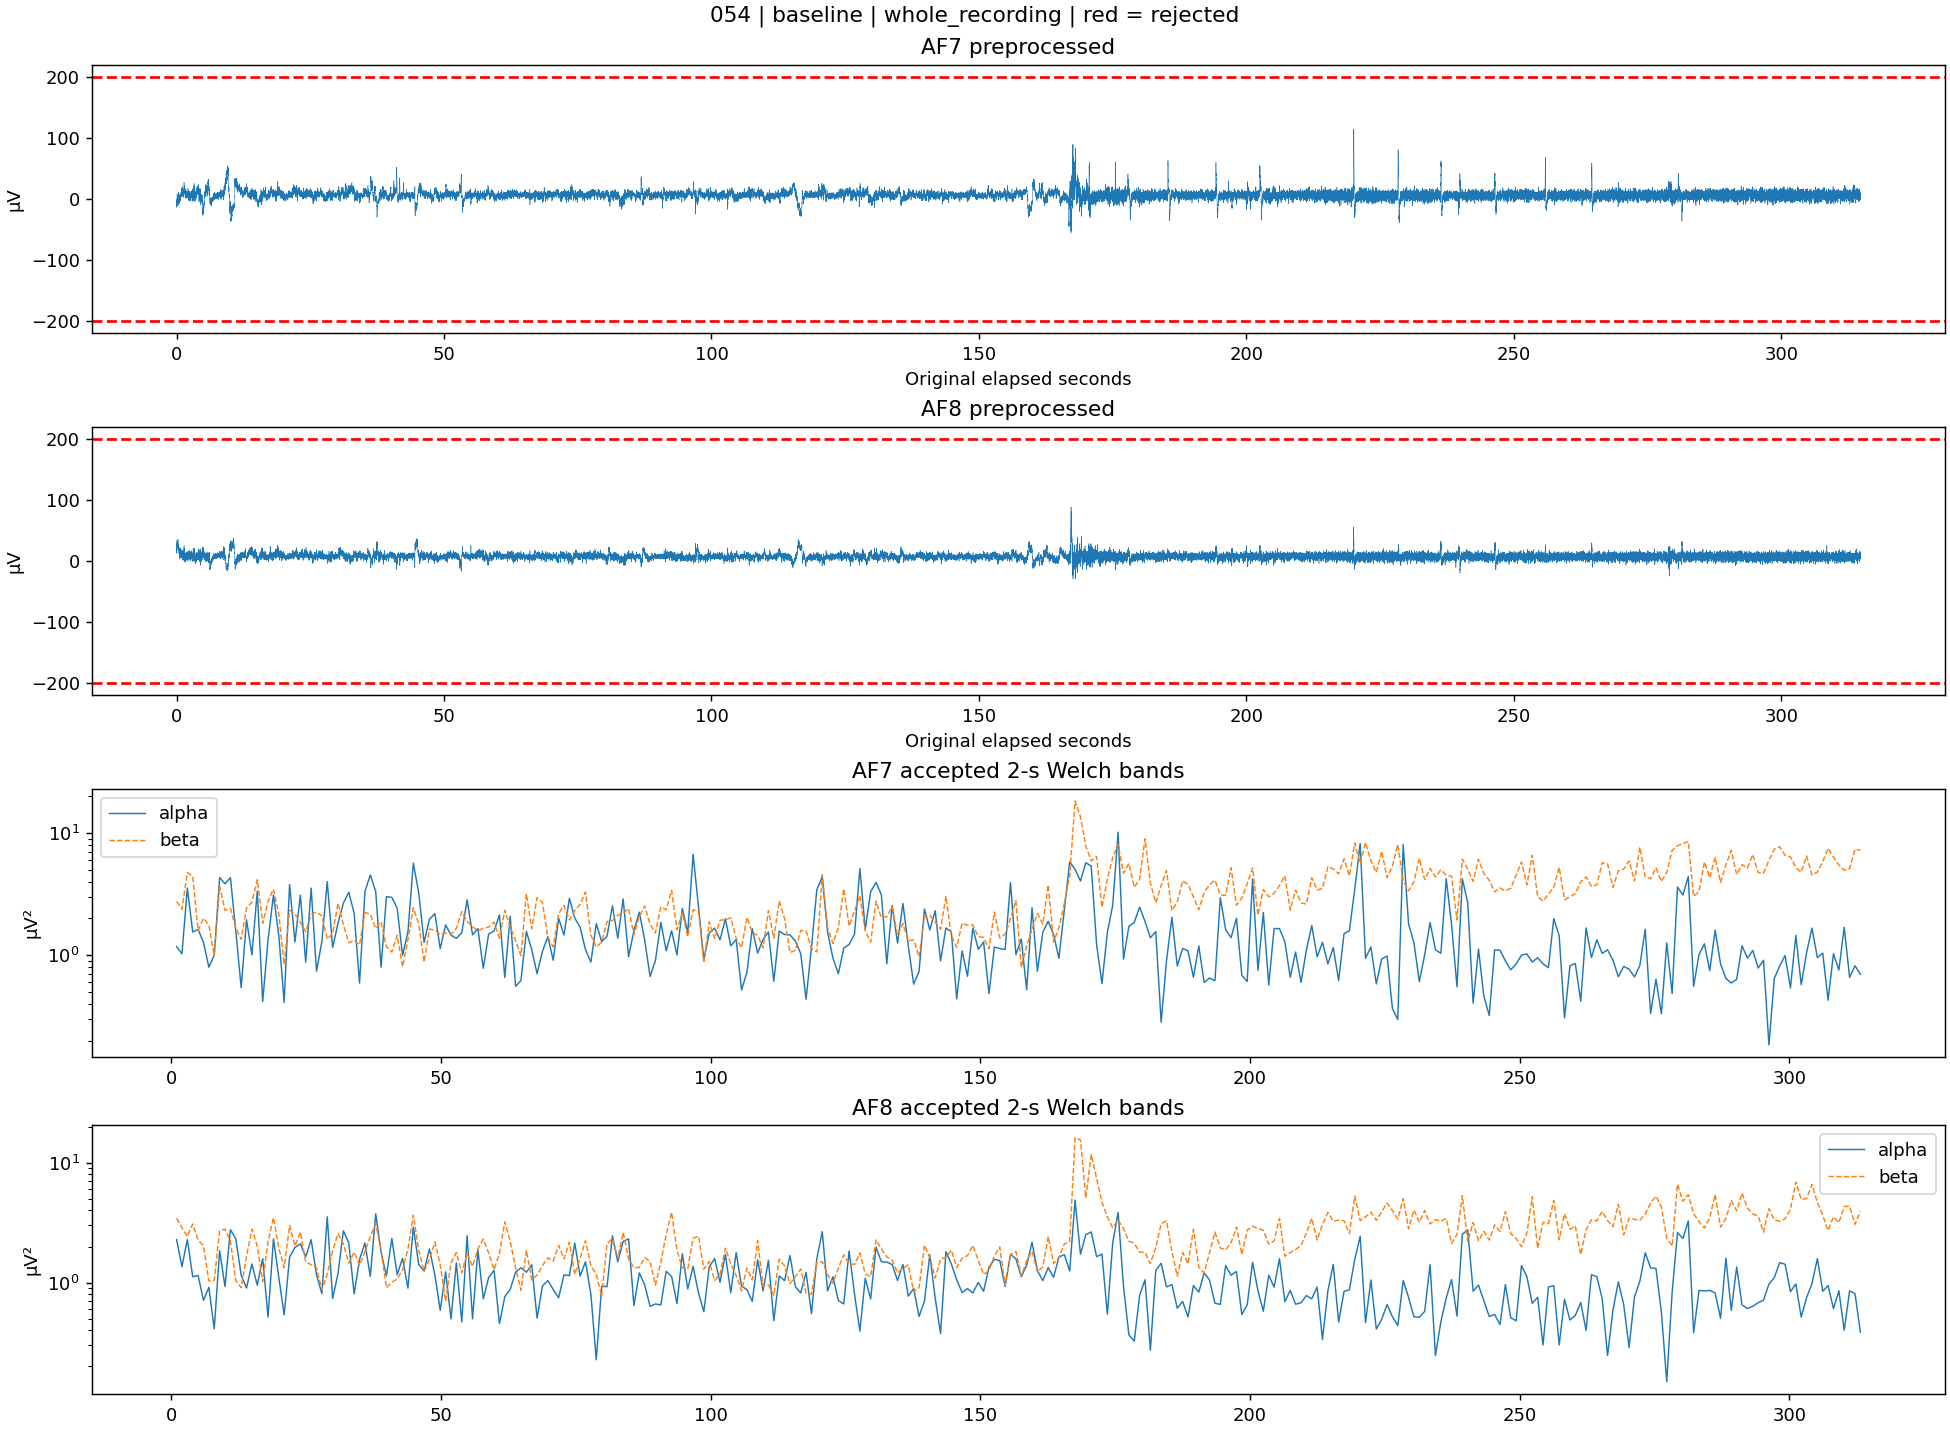 054 | baseline | whole_recording | red = rejected
AF7 preprocessed
200
100
0
−100
−200
µV
0 50 100 150 200 250 300
Original elapsed seconds
AF8 preprocessed
200
100
0
−100
−200
µV
0 50 100 150 200 250 300
Original elapsed seconds
AF7 accepted 2-s Welch bands
alpha
beta
10¹
10⁰
µV²
0 50 100 150 200 250 300
AF8 accepted 2-s Welch bands
alpha
beta
10¹
10⁰
µV²
0 50 100 150 200 250 300